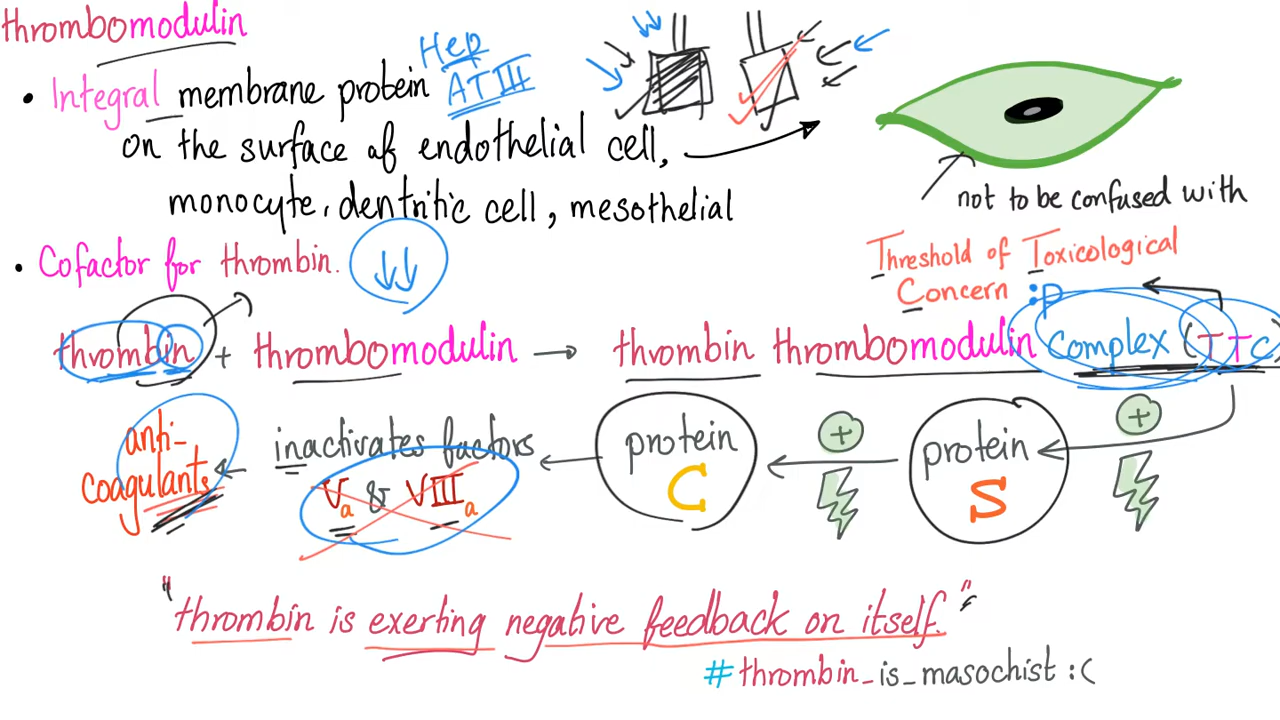 thrombomodulin
• Integral membrane protein
Hep
ATIII
on the surface of endothelial cell,
monocyte, dentritic cell, mesothelial
not to be confused with
Threshold of Toxicological
Concern :p
• Cofactor for thrombin. ↓↓
thrombin + thrombomodulin → thrombin thrombomodulin complex (TTC)
anti-
coagulants
inactivates factors
Va & VIIIa
protein
C
+
protein
S
+
"thrombin is exerting negative feedback on itself."
#thrombin_is_masochist :(